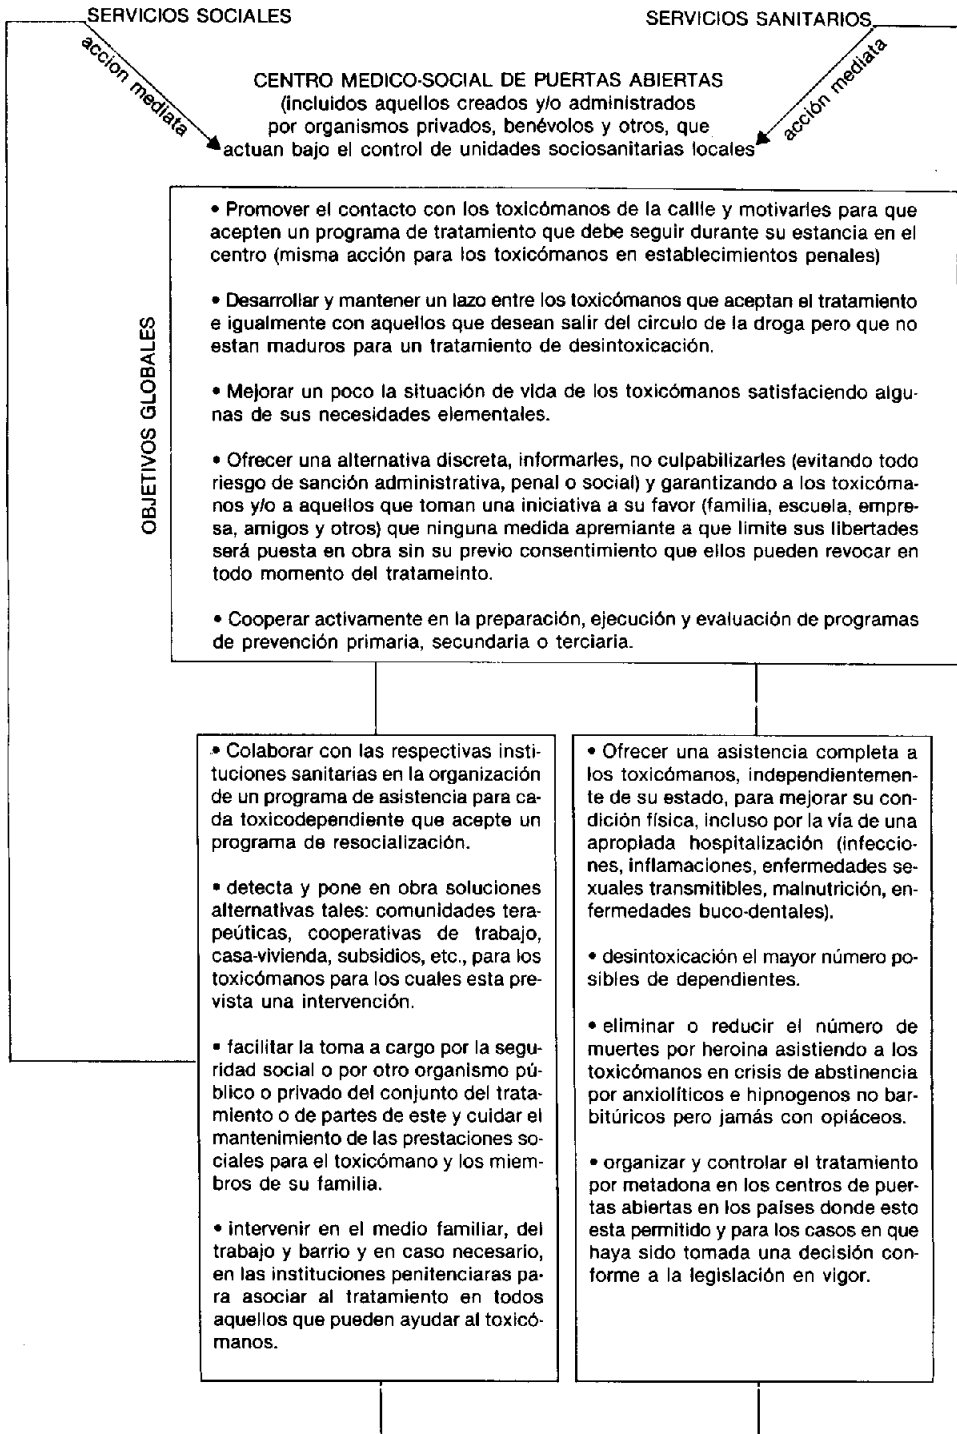 SERVICIOS SOCIALES
SERVICIOS SANITARIOS
accion mediata
acción mediata
CENTRO MEDICO-SOCIAL DE PUERTAS ABIERTAS
(incluidos aquellos creados y/o administrados
por organismos privados, benévolos y otros, que
actuan bajo el control de unidades sociosanitarias locales
OBJETIVOS GLOBALES
• Promover el contacto con los toxicómanos de la callle y motivarles para que
acepten un programa de tratamiento que debe seguir durante su estancia en el
centro (misma acción para los toxicómanos en establecimientos penales)
• Desarrollar y mantener un lazo entre los toxicómanos que aceptan el tratamiento
e igualmente con aquellos que desean salir del circulo de la droga pero que no
estan maduros para un tratamiento de desintoxicación.
• Mejorar un poco la situación de vida de los toxicómanos satisfaciendo algu-
nas de sus necesidades elementales.
• Ofrecer una alternativa discreta, informarles, no culpabilizarles (evitando todo
riesgo de sanción administrativa, penal o social) y garantizando a los toxicóma-
nos y/o a aquellos que toman una iniciativa a su favor (familia, escuela, empre-
sa, amigos y otros) que ninguna medida apremiante a que limite sus libertades
será puesta en obra sin su previo consentimiento que ellos pueden revocar en
todo momento del tratameinto.
• Cooperar activamente en la preparación, ejecución y evaluación de programas
de prevención primaria, secundaria o terciaria.
• Colaborar con las respectivas insti-
tuciones sanitarias en la organización
de un programa de asistencia para ca-
da toxicodependiente que acepte un
programa de resocialización.
• detecta y pone en obra soluciones
alternativas tales: comunidades tera-
peúticas, cooperativas de trabajo,
casa-vivienda, subsidios, etc., para los
toxicómanos para los cuales esta pre-
vista una intervención.
• facilitar la toma a cargo por la segu-
ridad social o por otro organismo pú-
blico o privado del conjunto del trata-
miento o de partes de este y cuidar el
mantenimiento de las prestaciones so-
ciales para el toxicómano y los miem-
bros de su familia.
• intervenir en el medio familiar, del
trabajo y barrio y en caso necesario,
en las instituciones penitenciaras pa-
ra asociar al tratamiento en todos
aquellos que pueden ayudar al toxicó-
manos.
• Ofrecer una asistencia completa a
los toxicómanos, independientemen-
te de su estado, para mejorar su con-
dición física, incluso por la vía de una
apropiada hospitalización (infeccio-
nes, inflamaciones, enfermedades se-
xuales transmitibles, malnutrición, en-
fermedades buco-dentales).
• desintoxicación el mayor número po-
sibles de dependientes.
• eliminar o reducir el número de
muertes por heroina asistiendo a los
toxicómanos en crisis de abstinencia
por anxiolíticos e hipnogenos no bar-
bitúricos pero jamás con opiáceos.
• organizar y controlar el tratamiento
por metadona en los centros de puer-
tas abiertas en los países donde esto
esta permitido y para los casos en que
haya sido tomada una decisión con-
forme a la legislación en vigor.